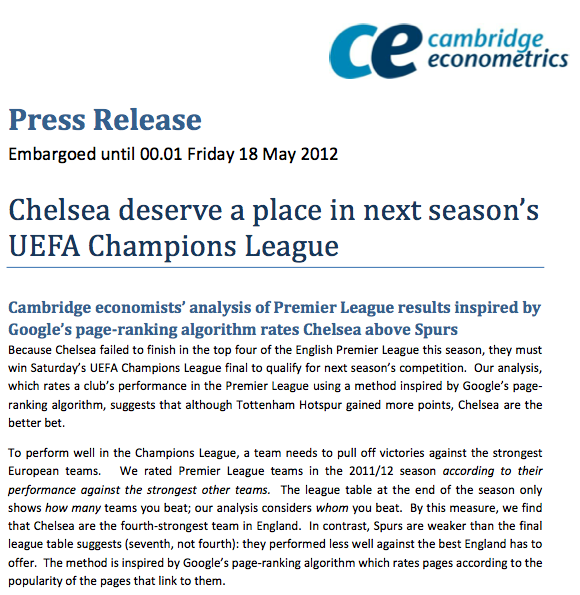 ce cambridge
econometrics
Press Release
Embargoed until 00.01 Friday 18 May 2012
Chelsea deserve a place in next season's
UEFA Champions League
Cambridge economists' analysis of Premier League results inspired by
Google's page-ranking algorithm rates Chelsea above Spurs
Because Chelsea failed to finish in the top four of the English Premier League this season, they must
win Saturday's UEFA Champions League final to qualify for next season's competition. Our analysis,
which rates a club's performance in the Premier League using a method inspired by Google's page-
ranking algorithm, suggests that although Tottenham Hotspur gained more points, Chelsea are the
better bet.
To perform well in the Champions League, a team needs to pull off victories against the strongest
European teams. We rated Premier League teams in the 2011/12 season according to their
performance against the strongest other teams. The league table at the end of the season only
shows how many teams you beat; our analysis considers whom you beat. By this measure, we find
that Chelsea are the fourth-strongest team in England. In contrast, Spurs are weaker than the final
league table suggests (seventh, not fourth): they performed less well against the best England has to
offer. The method is inspired by Google's page-ranking algorithm which rates pages according to the
popularity of the pages that link to them.